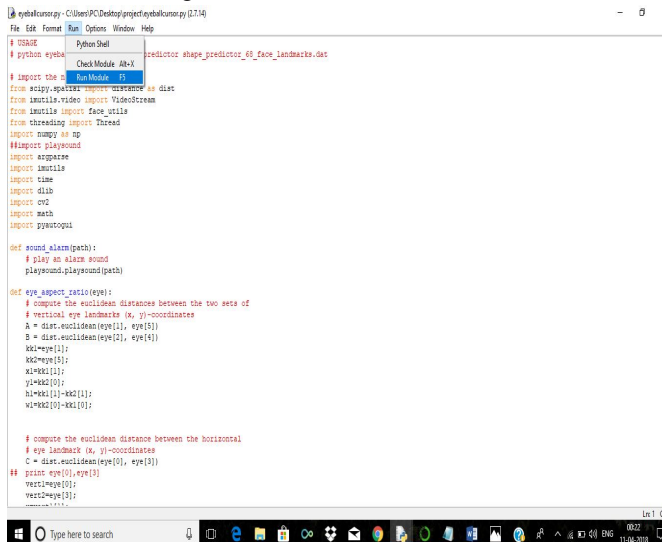 eyeballcursor.py - C:\Users\PC\Desktop\project\eyeballcursor.py (2.7.14)
File Edit Format Run Options Window Help
# USAGE
Python Shell
# python eyeba predictor shape_predictor_68_face_landmarks.dat
Check Module Alt+X
# import the n
Run Module F5
from scipy.spatial import distance as dist
from imutils.video import VideoStream
from imutils import face_utils
from threading import Thread
import numpy as np
##import playsound
import argparse
import imutils
import time
import dlib
import cv2
import math
import pyautogui
def sound_alarm(path):
# play an alarm sound
playsound.playsound(path)
def eye_aspect_ratio(eye):
# compute the euclidean distances between the two sets of
# vertical eye landmarks (x, y)-coordinates
A = dist.euclidean(eye[1], eye[5])
B = dist.euclidean(eye[2], eye[4])
kk1=eye[1];
kk2=eye[5];
x1=kk1[1];
y1=kk2[0];
h1=kk1[1]-kk2[1];
w1=kk2[0]-kk1[0];
# compute the euclidean distance between the horizontal
# eye landmark (x, y)-coordinates
C = dist.euclidean(eye[0], eye[3])
## print eye[0],eye[3]
vert1=eye[0];
vert2=eye[3];
Ln: 1
Type here to search
ENG
00:22
11-04-2018